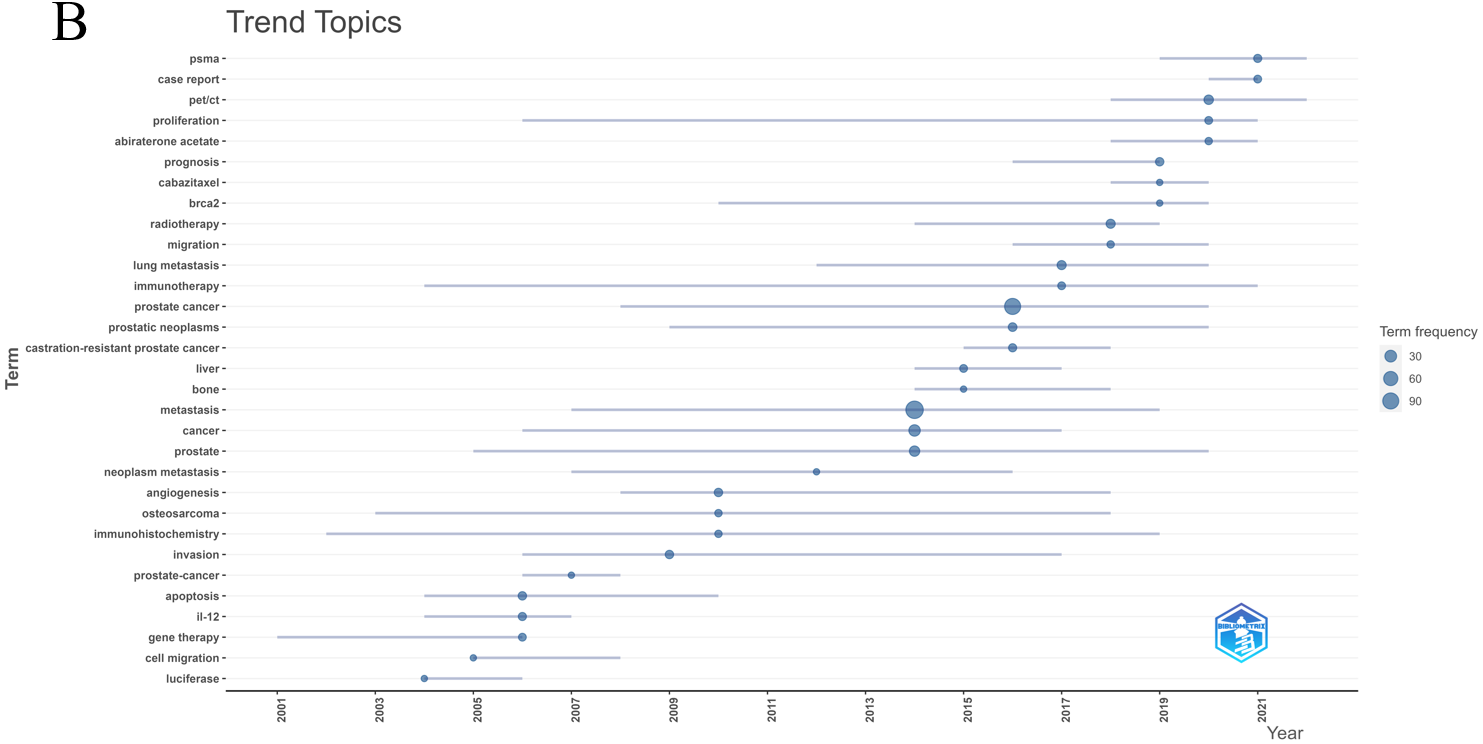 B
Trend Topics
psma
case report
pet/ct
proliferation
abiraterone acetate
prognosis
cabazitaxel
brca2
radiotherapy
migration
lung metastasis
immunotherapy
prostate cancer
prostatic neoplasms
castration-resistant prostate cancer
liver
bone
metastasis
cancer
prostate
neoplasm metastasis
angiogenesis
osteosarcoma
immunohistochemistry
invasion
prostate-cancer
apoptosis
il-12
gene therapy
cell migration
luciferase
Term
2001 2003 2005 2007 2009 2011 2013 2015 2017 2019 2021
Year
Term frequency
30
60
90
BIBLIOMETRIX